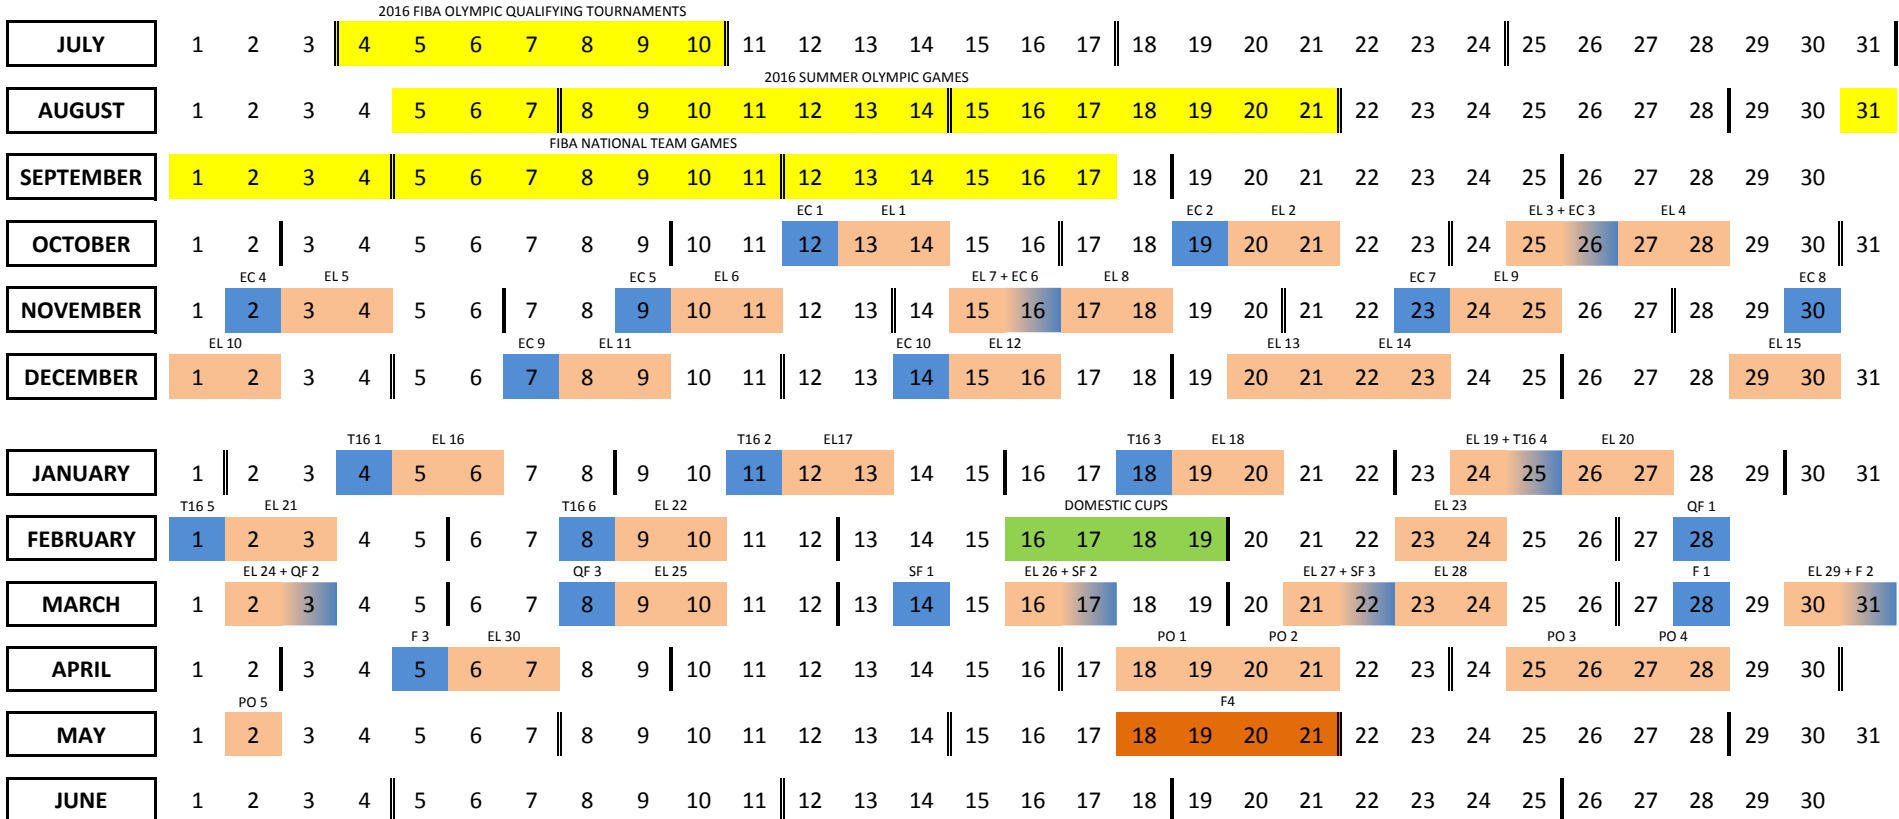 2016 FIBA OLYMPIC QUALIFYING TOURNAMENTS
JULY 1 2 3 4 5 6 7 8 9 10 11 12 13 14 15 16 17 18 19 20 21 22 23 24 25 26 27 28 29 30 31
2016 SUMMER OLYMPIC GAMES
AUGUST 1 2 3 4 5 6 7 8 9 10 11 12 13 14 15 16 17 18 19 20 21 22 23 24 25 26 27 28 29 30 31
FIBA NATIONAL TEAM GAMES
SEPTEMBER 1 2 3 4 5 6 7 8 9 10 11 12 13 14 15 16 17 18 19 20 21 22 23 24 25 26 27 28 29 30
EC 1 EL 1 EC 2 EL 2 EL 3 + EC 3 EL 4
OCTOBER 1 2 3 4 5 6 7 8 9 10 11 12 13 14 15 16 17 18 19 20 21 22 23 24 25 26 27 28 29 30 31
EC 4 EL 5 EC 5 EL 6 EL 7 + EC 6 EL 8 EC 7 EL 9 EC 8
NOVEMBER 1 2 3 4 5 6 7 8 9 10 11 12 13 14 15 16 17 18 19 20 21 22 23 24 25 26 27 28 29 30
EL 10 EC 9 EL 11 EC 10 EL 12 EL 13 EL 14 EL 15
DECEMBER 1 2 3 4 5 6 7 8 9 10 11 12 13 14 15 16 17 18 19 20 21 22 23 24 25 26 27 28 29 30 31
T16 1 EL 16 T16 2 EL17 T16 3 EL 18 EL 19 + T16 4 EL 20
JANUARY 1 2 3 4 5 6 7 8 9 10 11 12 13 14 15 16 17 18 19 20 21 22 23 24 25 26 27 28 29 30 31
T16 5 EL 21 T16 6 EL 22 DOMESTIC CUPS EL 23 QF 1
FEBRUARY 1 2 3 4 5 6 7 8 9 10 11 12 13 14 15 16 17 18 19 20 21 22 23 24 25 26 27 28
EL 24 + QF 2 QF 3 EL 25 SF 1 EL 26 + SF 2 EL 27 + SF 3 EL 28 F 1 EL 29 + F 2
MARCH 1 2 3 4 5 6 7 8 9 10 11 12 13 14 15 16 17 18 19 20 21 22 23 24 25 26 27 28 29 30 31
F 3 EL 30 PO 1 PO 2 PO 3 PO 4
APRIL 1 2 3 4 5 6 7 8 9 10 11 12 13 14 15 16 17 18 19 20 21 22 23 24 25 26 27 28 29 30
PO 5 F4
MAY 1 2 3 4 5 6 7 8 9 10 11 12 13 14 15 16 17 18 19 20 21 22 23 24 25 26 27 28 29 30 31
JUNE 1 2 3 4 5 6 7 8 9 10 11 12 13 14 15 16 17 18 19 20 21 22 23 24 25 26 27 28 29 30